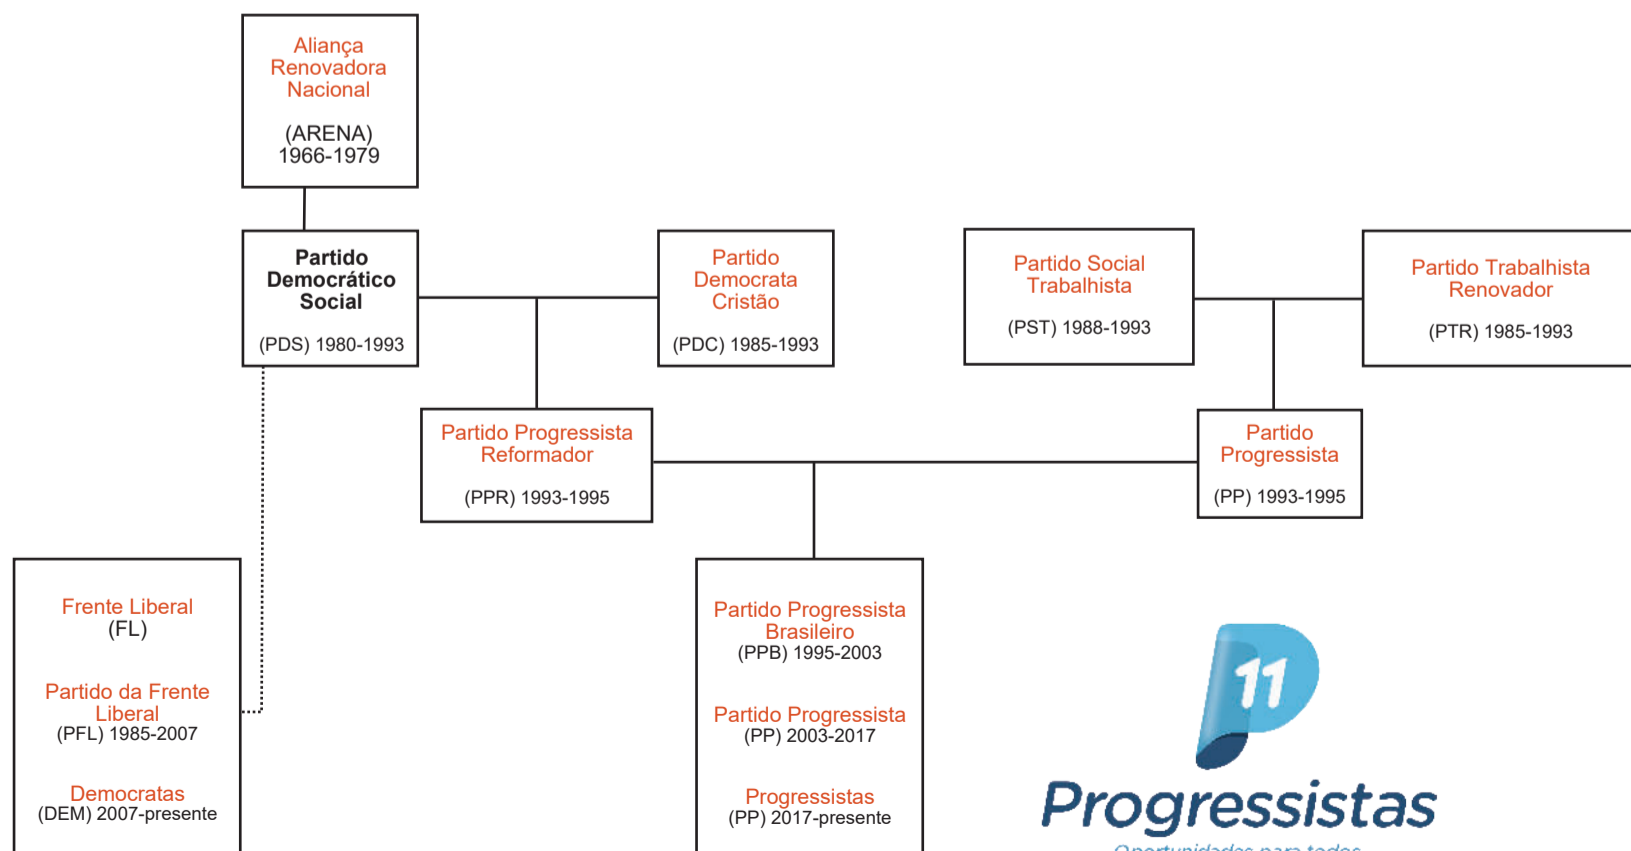 Aliança
Renovadora
Nacional
(ARENA)
1966-1979
Partido
Democrático
Social
(PDS) 1980-1993
Partido
Democrata
Cristão
(PDC) 1985-1993
Partido Social
Trabalhista
(PST) 1988-1993
Partido Trabalhista
Renovador
(PTR) 1985-1993
Partido Progressista
Reformador
(PPR) 1993-1995
Partido
Progressista
(PP) 1993-1995
Frente Liberal
(FL)
Partido da Frente
Liberal
(PFL) 1985-2007
Democratas
(DEM) 2007-presente
Partido Progressista
Brasileiro
(PPB) 1995-2003
Partido Progressista
(PP) 2003-2017
Progressistas
(PP) 2017-presente
11
Progressistas
Oportunidades para todos